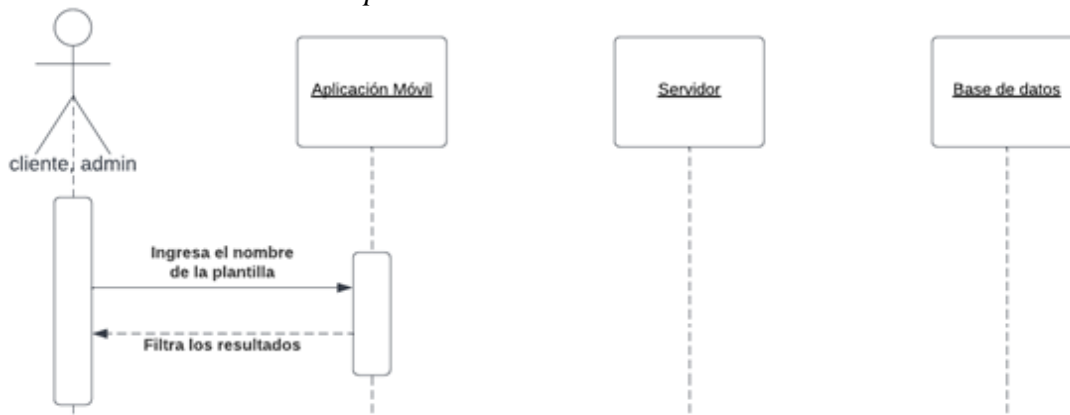 Aplicación Móvil
Servidor
Base de datos
cliente, admin
Ingresa el nombre
de la plantilla
Filtra los resultados